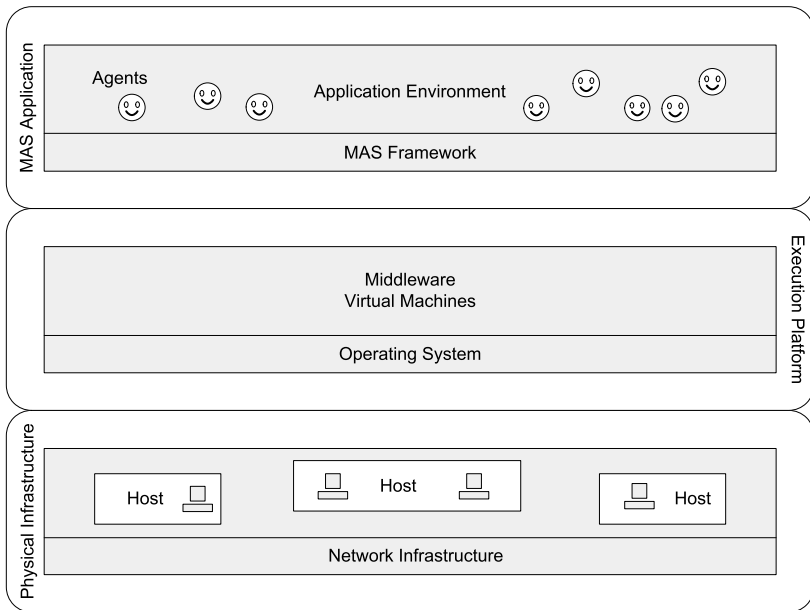 MAS Application
Agents
Application Environment
MAS Framework
Execution Platform
Middleware
Virtual Machines
Operating System
Physical Infrastructure
Host
Host
Host
Network Infrastructure